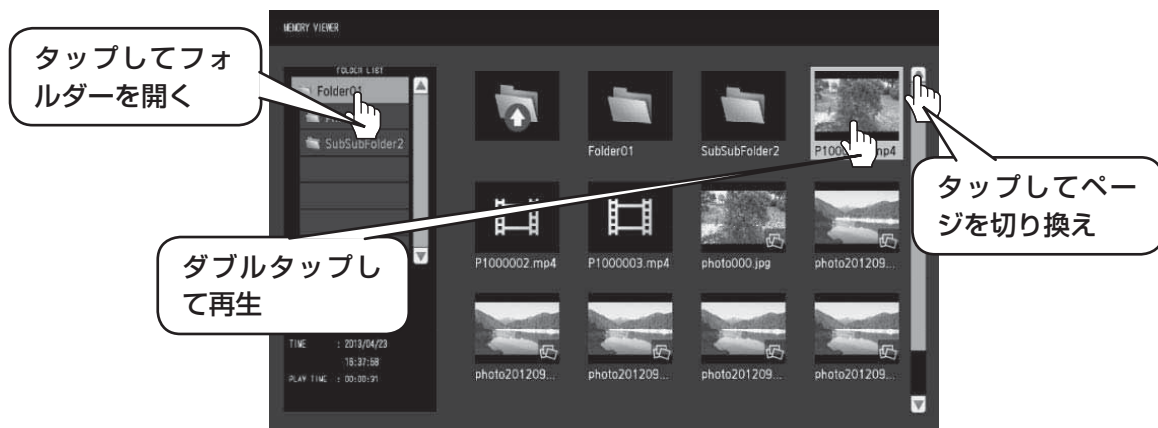 MEMORY VIEWER
タップしてフォ
ルダーを開く
FOLDER LIST
Folder01
SubSubFolder2
Folder01
SubSubFolder2
タップしてペー
ジを切り換え
ダブルタップし
て再生
P1000002.mp4
P1000003.mp4
photo000.jpg
photo201209...
TIME : 2013/04/23
16:37:58
PLAY TIME : 00:00:31
photo201209...
photo201209...
photo201209...
photo201209...